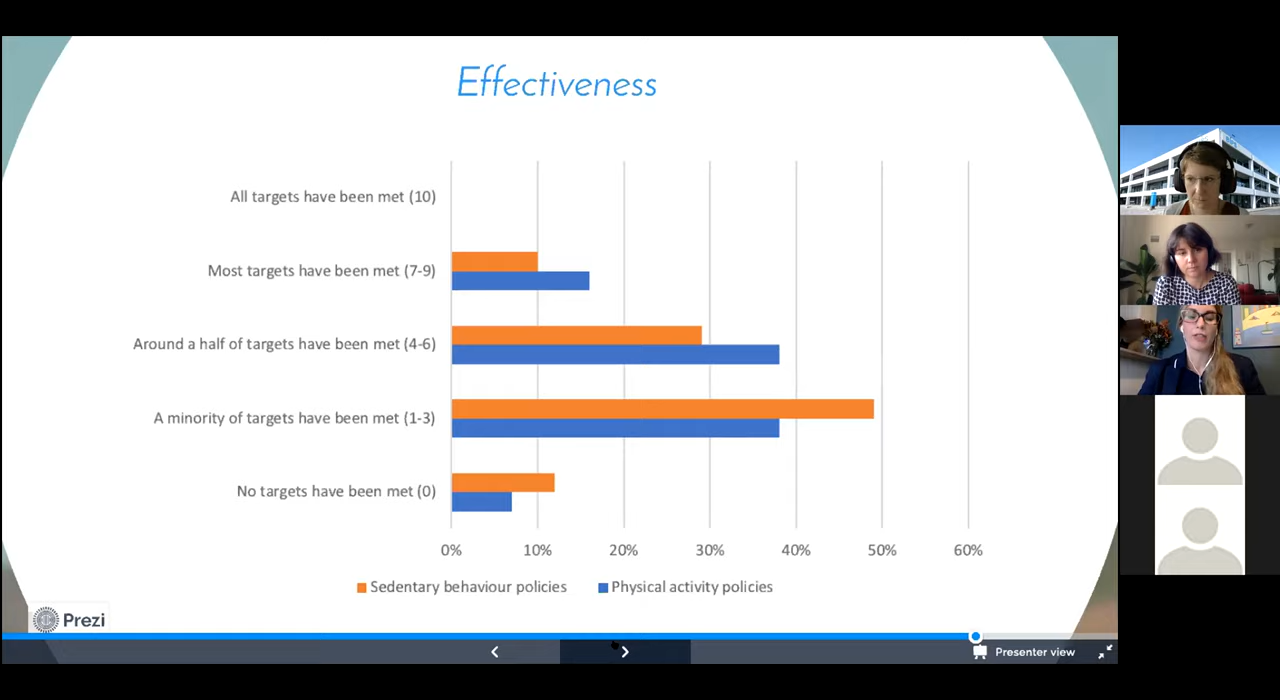 Effectiveness
All targets have been met (10)
Most targets have been met (7-9)
Around a half of targets have been met (4-6)
A minority of targets have been met (1-3)
No targets have been met (0)
0% 10% 20% 30% 40% 50% 60%
Sedentary behaviour policies Physical activity policies
Prezi
Presenter view